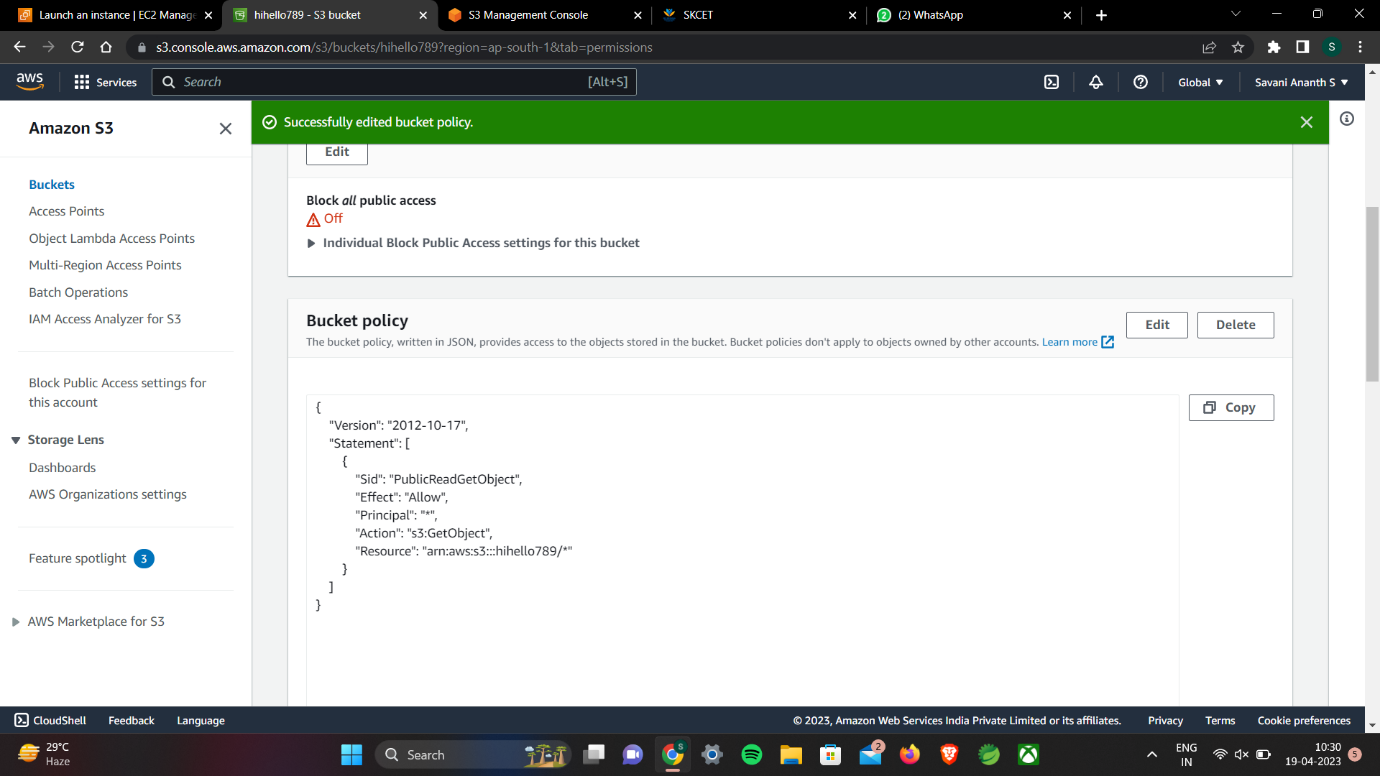 Launch an instance | EC2 Manage
hihello789 - S3 bucket
S3 Management Console
SKCET
(2) WhatsApp
s3.console.aws.amazon.com/s3/buckets/hihello789?region=ap-south-1&tab=permissions
S
aws
Services
Search
[Alt+S]
Global
Savani Ananth S
Amazon S3
Successfully edited bucket policy.
Edit
Block all public access
Off
Individual Block Public Access settings for this bucket
Buckets
Access Points
Object Lambda Access Points
Multi-Region Access Points
Batch Operations
IAM Access Analyzer for S3
Block Public Access settings for
this account
Storage Lens
Dashboards
AWS Organizations settings
Feature spotlight 3
AWS Marketplace for S3
Bucket policy
Edit
Delete
The bucket policy, written in JSON, provides access to the objects stored in the bucket. Bucket policies don't apply to objects owned by other accounts. Learn more
Copy
{
"Version": "2012-10-17",
"Statement": [
{
"Sid": "PublicReadGetObject",
"Effect": "Allow",
"Principal": "*",
"Action": "s3:GetObject",
"Resource": "arn:aws:s3:::hihello789/*"
}
]
}
CloudShell
Feedback
Language
© 2023, Amazon Web Services India Private Limited or its affiliates.
Privacy
Terms
Cookie preferences
29°C
Haze
Search
S
2
ENG
IN
10:30
19-04-2023
5